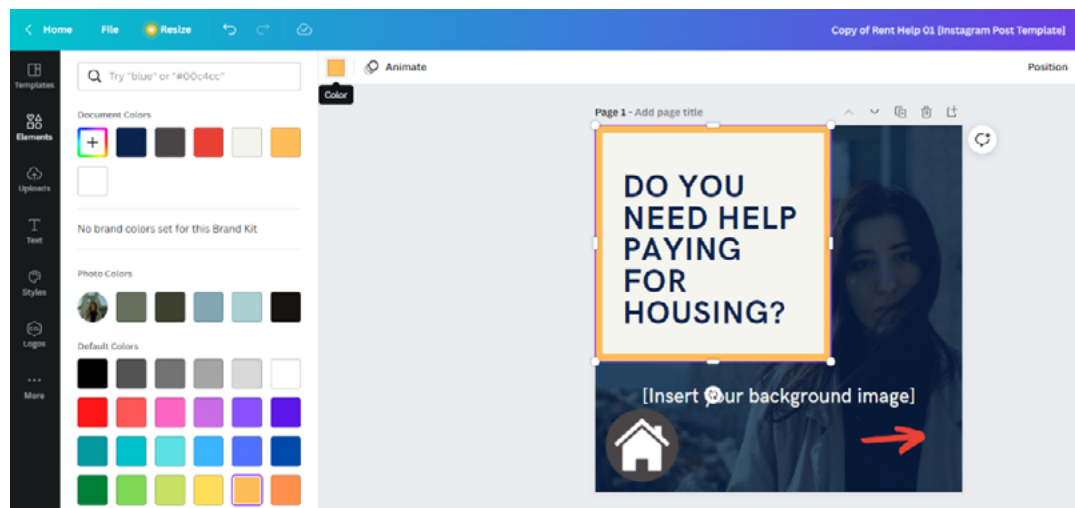 Home File Resize Copy of Rent Help 01 [Instagram Post Template]
Templates
Elements
Uploads
Text
Styles
CO.
Logos
More
Try "blue" or "#00c4cc"
Document Colors
No brand colors set for this Brand Kit
Photo Colors
Default Colors
Animate
Position
Color
Page 1 - Add page title
DO YOU
NEED HELP
PAYING
FOR
HOUSING?
[Insert your background image]